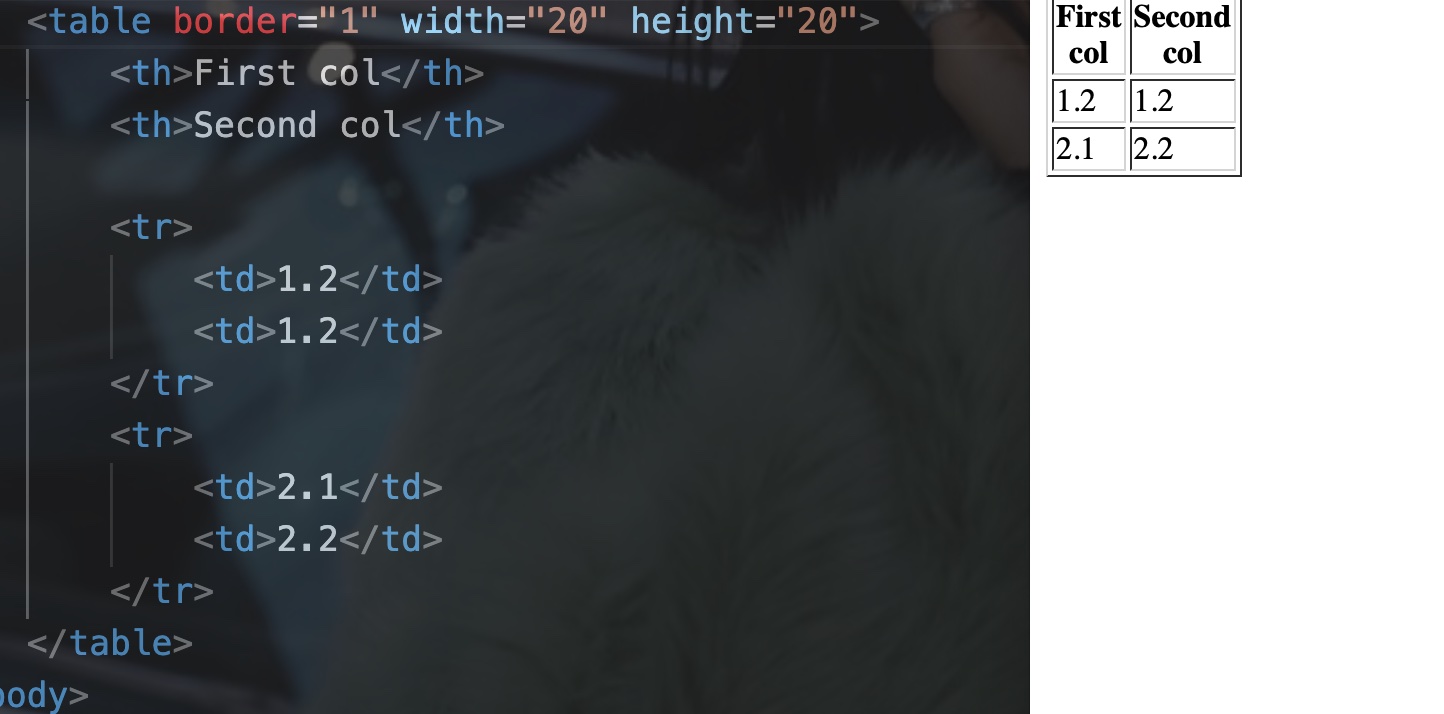 <table border="1" width="20" height="20">
<th>First col</th>
<th>Second col</th>
<tr>
<td>1.2</td>
<td>1.2</td>
</tr>
<tr>
<td>2.1</td>
<td>2.2</td>
</tr>
</table>
body>
First Second
col col
1.2 1.2
2.1 2.2